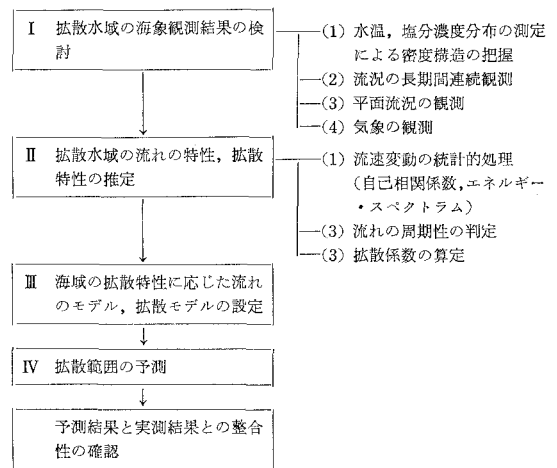 Ⅰ 拡散水域の海象観測結果の検
討
(1) 水温，塩分濃度分布の測定
による密度構造の把握
(2) 流況の長期間連続観測
(3) 平面流況の観測
(4) 気象の観測
Ⅱ 拡散水域の流れの特性，拡散
特性の推定
(1) 流速変動の統計的処理
(自己相関係数，エネルギー
・スペクトラム)
(3) 流れの周期性の判定
(3) 拡散係数の算定
Ⅲ 海域の拡散特性に応じた流れ
のモデル，拡散モデルの設定
Ⅳ 拡散範囲の予測
予測結果と実測結果との整合
性の確認